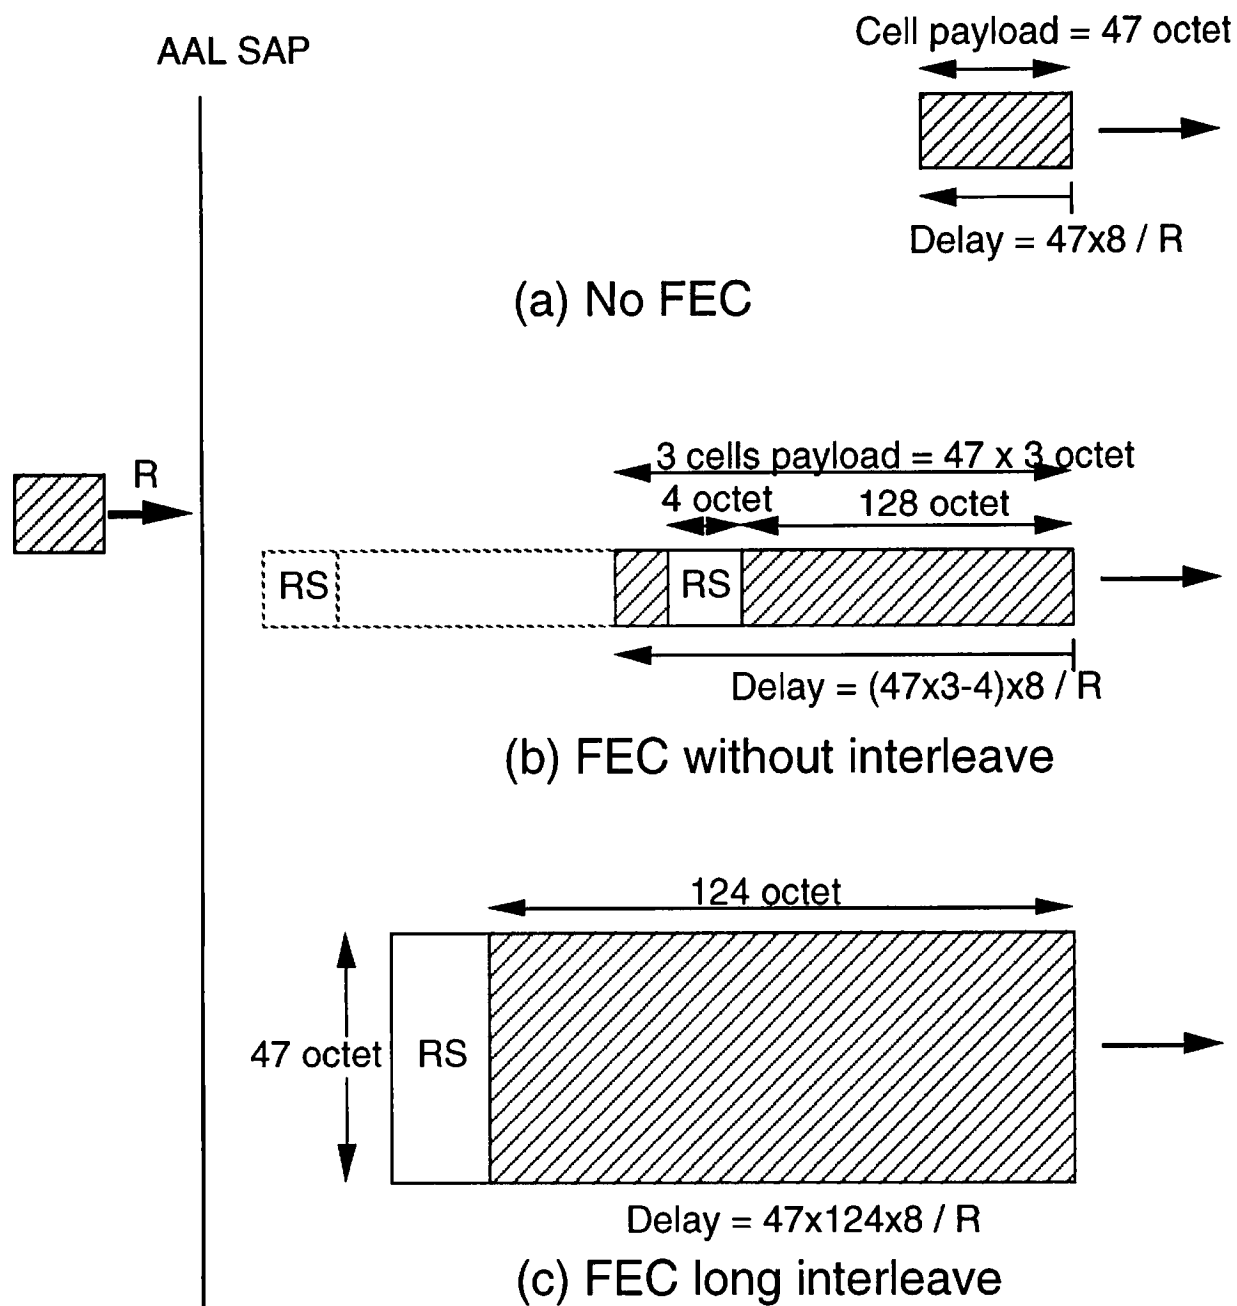 AAL SAP
Cell payload = 47 octet
Delay = 47x8 / R
(a) No FEC
R
3 cells payload = 47 x 3 octet
4 octet
128 octet
RS
RS
Delay = (47x3-4)x8 / R
(b) FEC without interleave
124 octet
47 octet
RS
Delay = 47x124x8 / R
(c) FEC long interleave